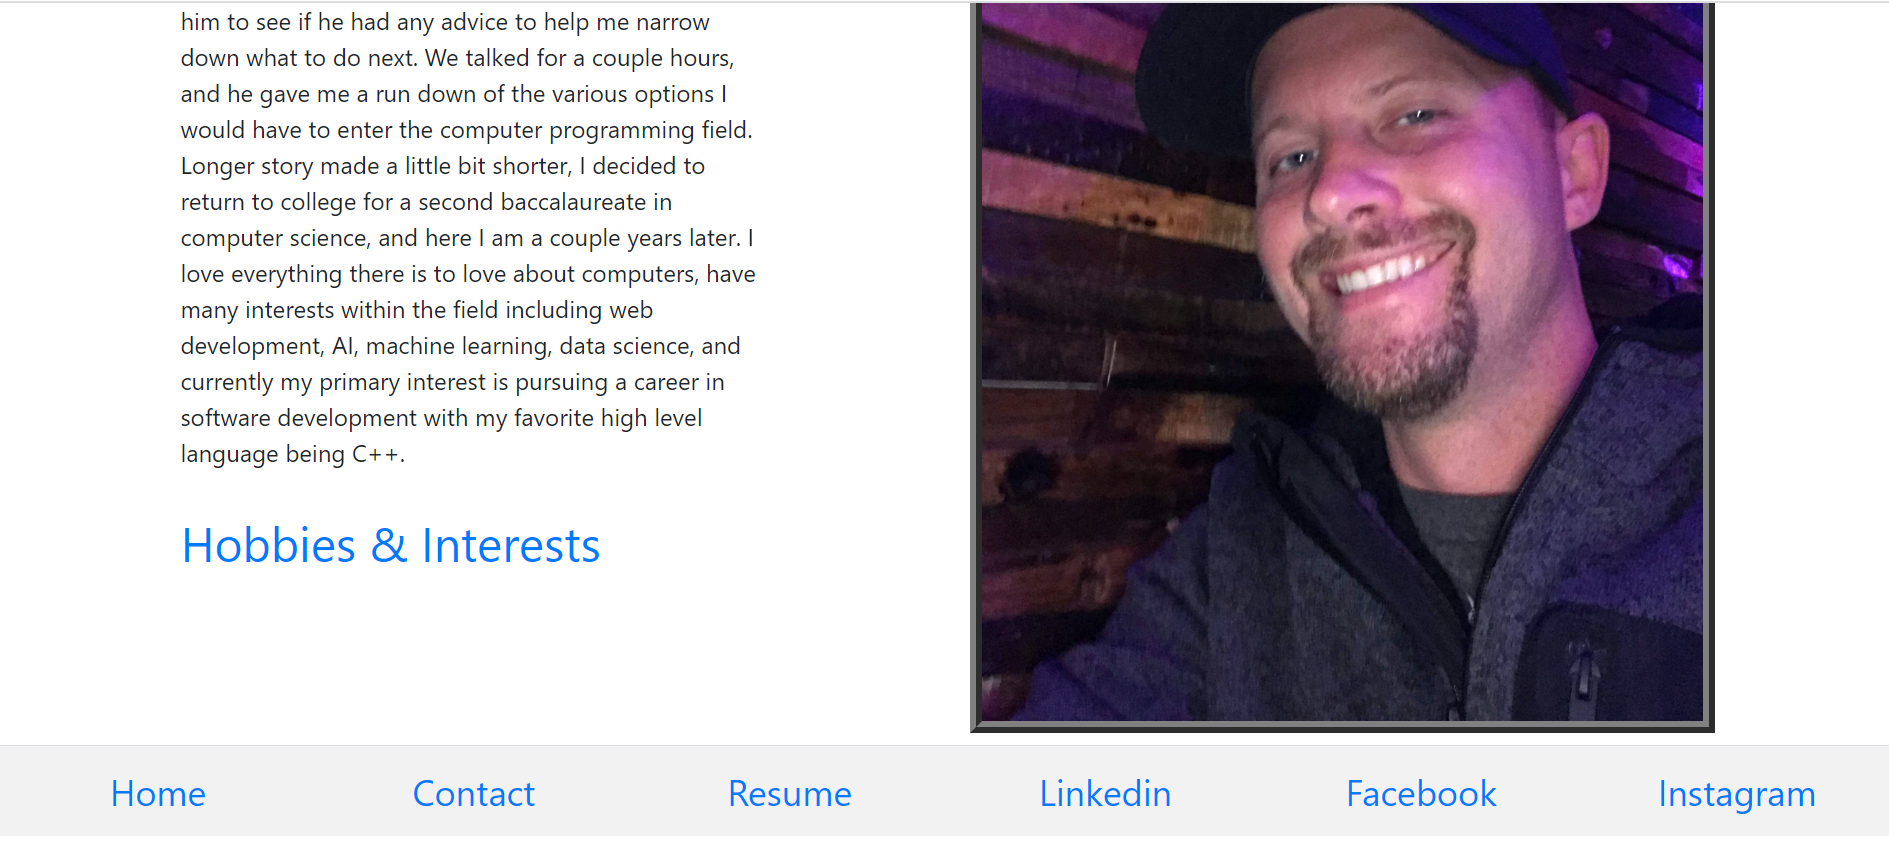 him to see if he had any advice to help me narrow
down what to do next. We talked for a couple hours,
and he gave me a run down of the various options I
would have to enter the computer programming field.
Longer story made a little bit shorter, I decided to
return to college for a second baccalaureate in
computer science, and here I am a couple years later. I
love everything there is to love about computers, have
many interests within the field including web
development, AI, machine learning, data science, and
currently my primary interest is pursuing a career in
software development with my favorite high level
language being C++.
Hobbies & Interests
Home Contact Resume Linkedin Facebook Instagram